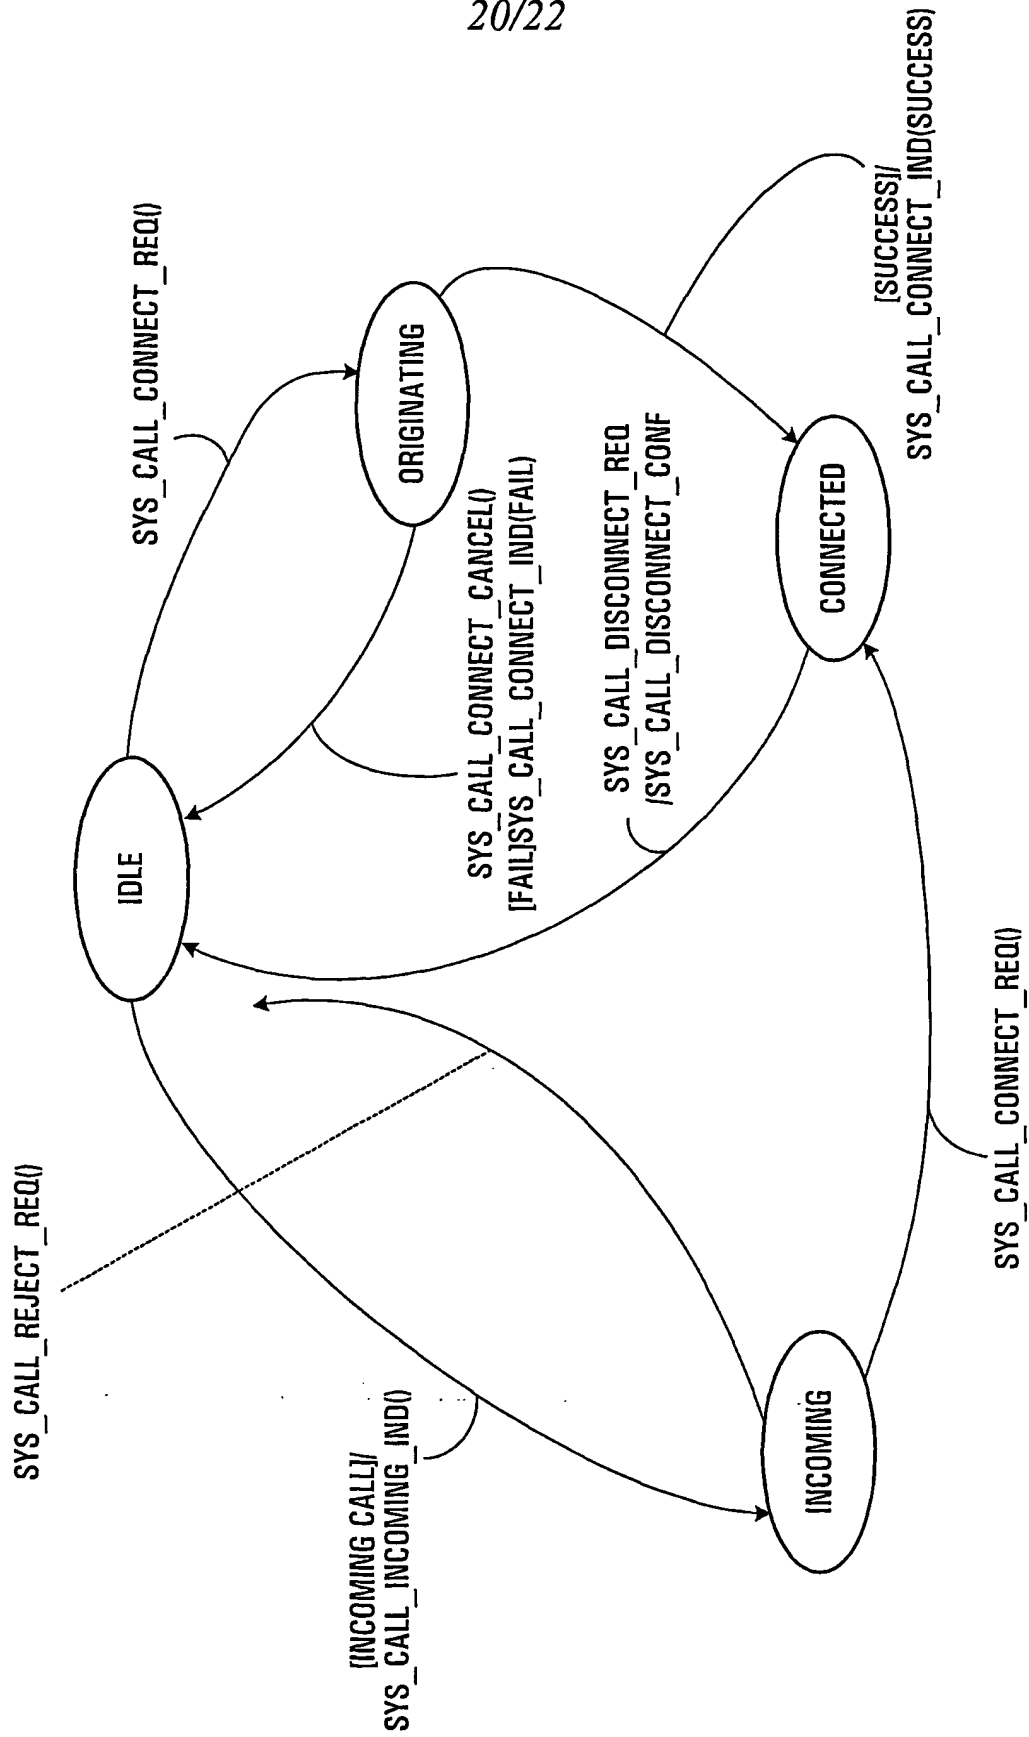 20/22
SYS_CALL_REJECT_REQ()
SYS_CALL_CONNECT_REQ()
IDLE
[INCOMING CALL]/
SYS_CALL_INCOMING_IND()
ORIGINATING
SYS_CALL_CONNECT_CANCEL()
[FAIL]SYS_CALL_CONNECT_IND(FAIL)
SYS_CALL_DISCONNECT_REQ
/SYS_CALL_DISCONNECT_CONF
[SUCCESS]/
SYS_CALL_CONNECT_IND(SUCCESS)
INCOMING
CONNECTED
SYS_CALL_CONNECT_REQ()